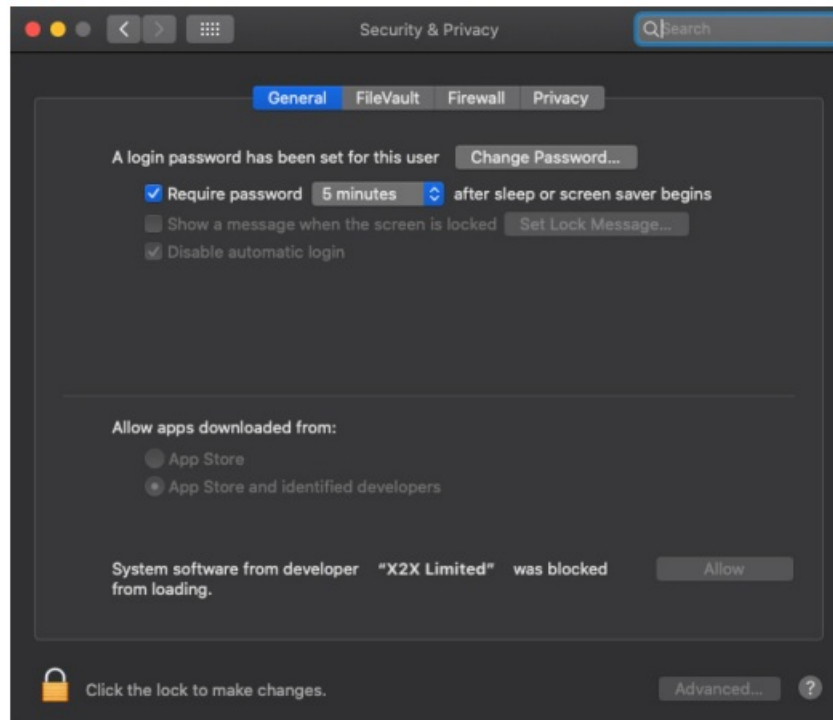 Security & Privacy
Search
General FileVault Firewall Privacy
A login password has been set for this user Change Password...
Require password 5 minutes after sleep or screen saver begins
Show a message when the screen is locked Set Lock Message...
Disable automatic login
Allow apps downloaded from:
App Store
App Store and identified developers
System software from developer “X2X Limited” was blocked Allow
from loading.
Click the lock to make changes. Advanced... ?